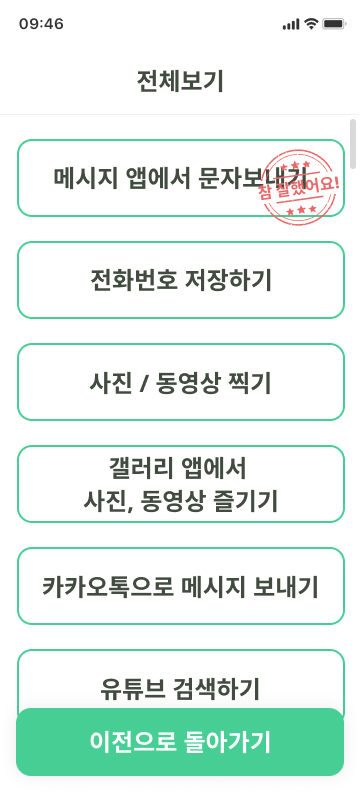 09:46
전체보기
메시지 앱에서 문자보내기
참 잘했어요!
전화번호 저장하기
사진 / 동영상 찍기
갤러리 앱에서
사진, 동영상 즐기기
카카오톡으로 메시지 보내기
유튜브 검색하기
이전으로 돌아가기